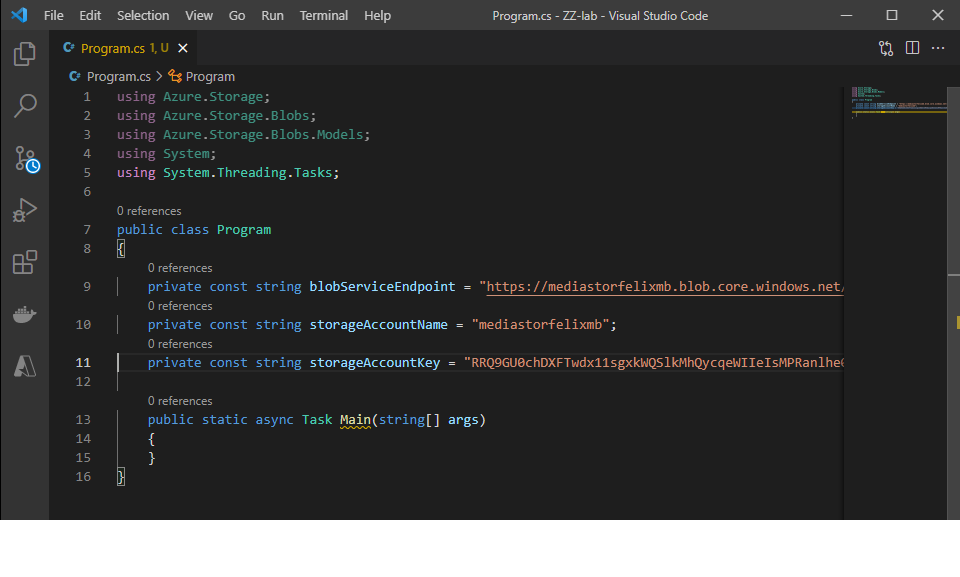 File Edit Selection View Go Run Terminal Help Program.cs - ZZ-lab - Visual Studio Code
C# Program.cs 1, U
C# Program.cs > Program
1 using Azure.Storage;
2 using Azure.Storage.Blobs;
3 using Azure.Storage.Blobs.Models;
4 using System;
5 using System.Threading.Tasks;
6
0 references
7 public class Program
8 {
0 references
9 private const string blobServiceEndpoint = "https://mediastorfelixmb.blob.core.windows.net/
0 references
10 private const string storageAccountName = "mediastorfelixmb";
0 references
11 private const string storageAccountKey = "RRQ9GU0chDXFTwdx11sgxkWQSlkMhQycqeWIIeIsMPRanlhe
12
0 references
13 public static async Task Main(string[] args)
14 {
15 }
16 }